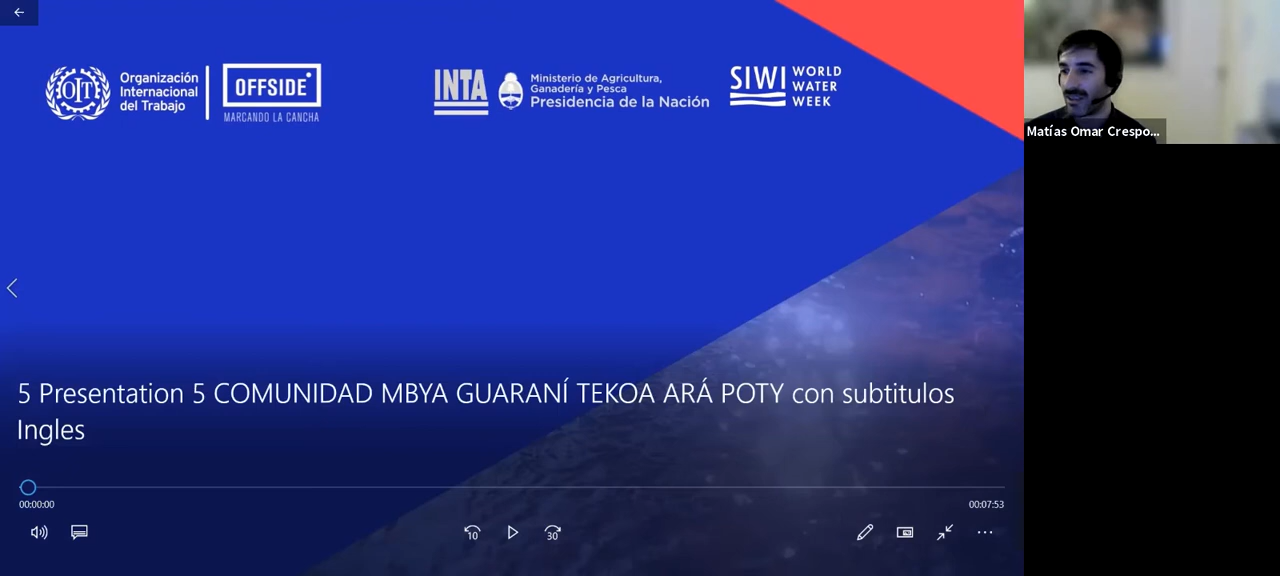 OIT
Organización
Internacional
del Trabajo
OFFSIDE
MARCANDO LA CANCHA
INTA
Ministerio de Agricultura,
Ganadería y Pesca
Presidencia de la Nación
SIWI
WORLD
WATER
WEEK
Matías Omar Crespo...
5 Presentation 5 COMUNIDAD MBYA GUARANÍ TEKOA ARÁ POTY con subtitulos
Ingles
00:00:00
00:07:53
10
30